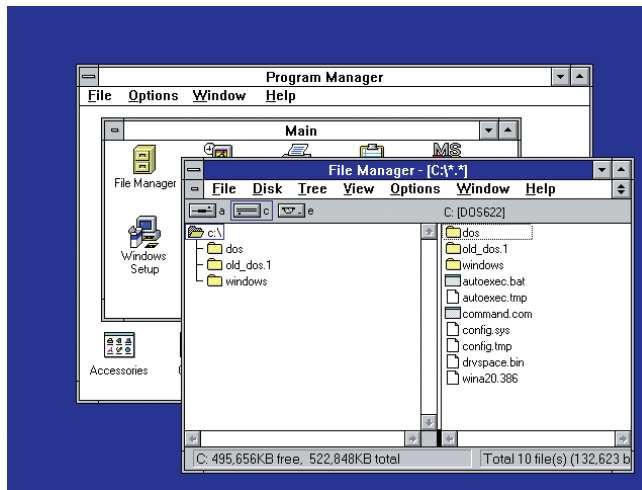 Program Manager
File Options Window Help
Main
MS
File Manager
Windows
Setup
Accessories
File Manager - [C:\*.*]
File Disk Tree View Options Window Help
a c e C: [DOS622]
c:\
dos
old_dos.1
windows
dos
old_dos.1
windows
autoexec.bat
autoexec.tmp
command.com
config.sys
config.tmp
drvspace.bin
wina20.386
C: 495,656KB free, 522,848KB total
Total 10 file(s) (132,623 b